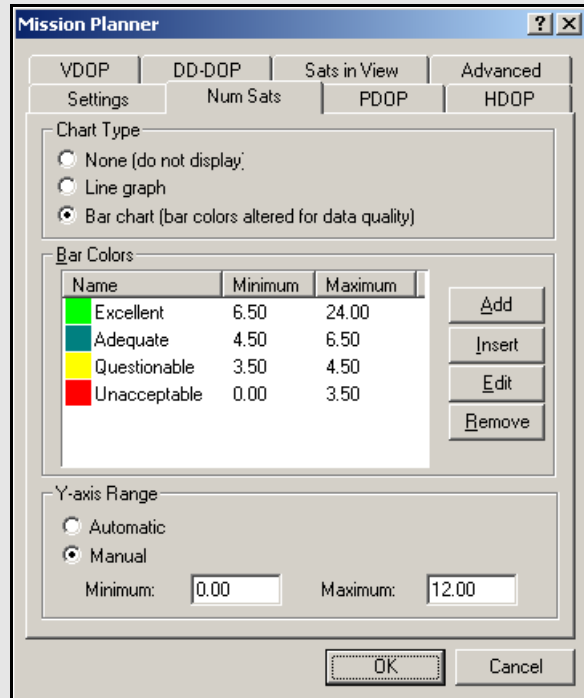 Mission Planner
VDOP DD-DOP Sats in View Advanced
Settings Num Sats PDOP HDOP
Chart Type
None (do not display)
Line graph
Bar chart (bar colors altered for data quality)
Bar Colors
Name Minimum Maximum
Excellent 6.50 24.00
Adequate 4.50 6.50
Questionable 3.50 4.50
Unacceptable 0.00 3.50
Add
Insert
Edit
Remove
Y-axis Range
Automatic
Manual
Minimum: 0.00 Maximum: 12.00
OK Cancel